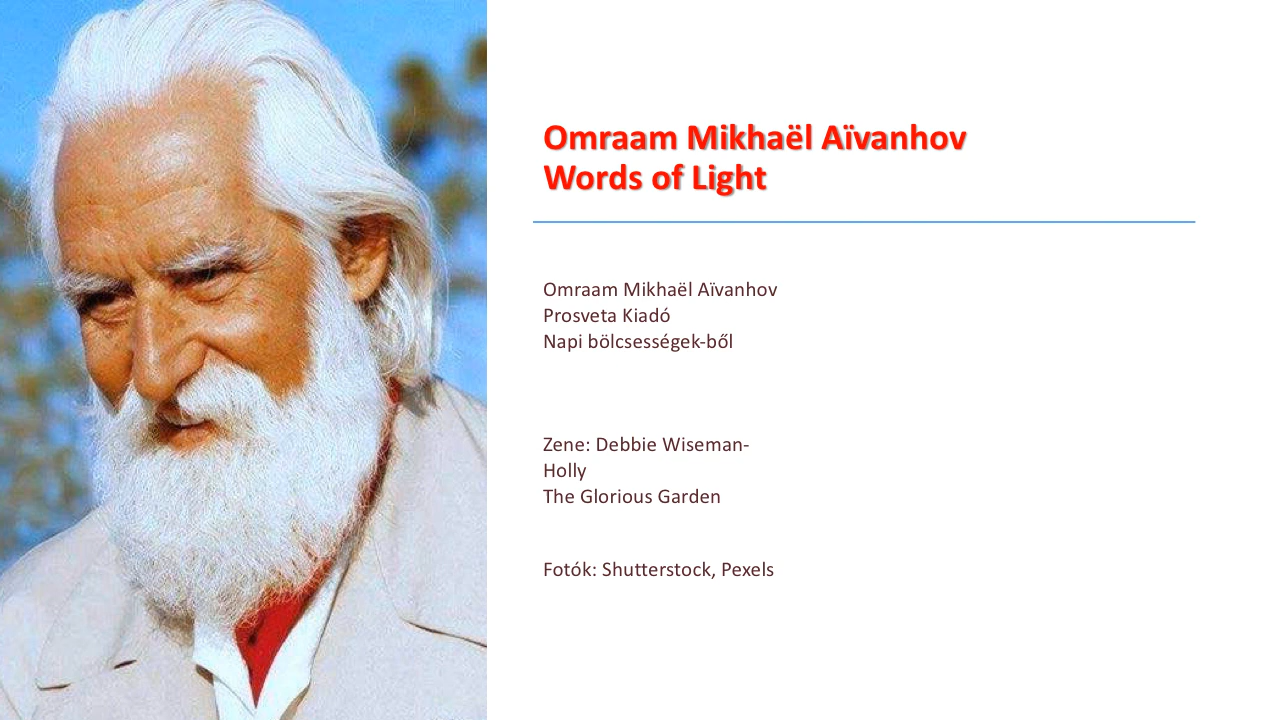 Omraam Mikhaël Aïvanhov
Words of Light
Omraam Mikhaël Aïvanhov
Prosveta Kiadó
Napi bölcsességek-ből
Zene: Debbie Wiseman-
Holly
The Glorious Garden
Fotók: Shutterstock, Pexels